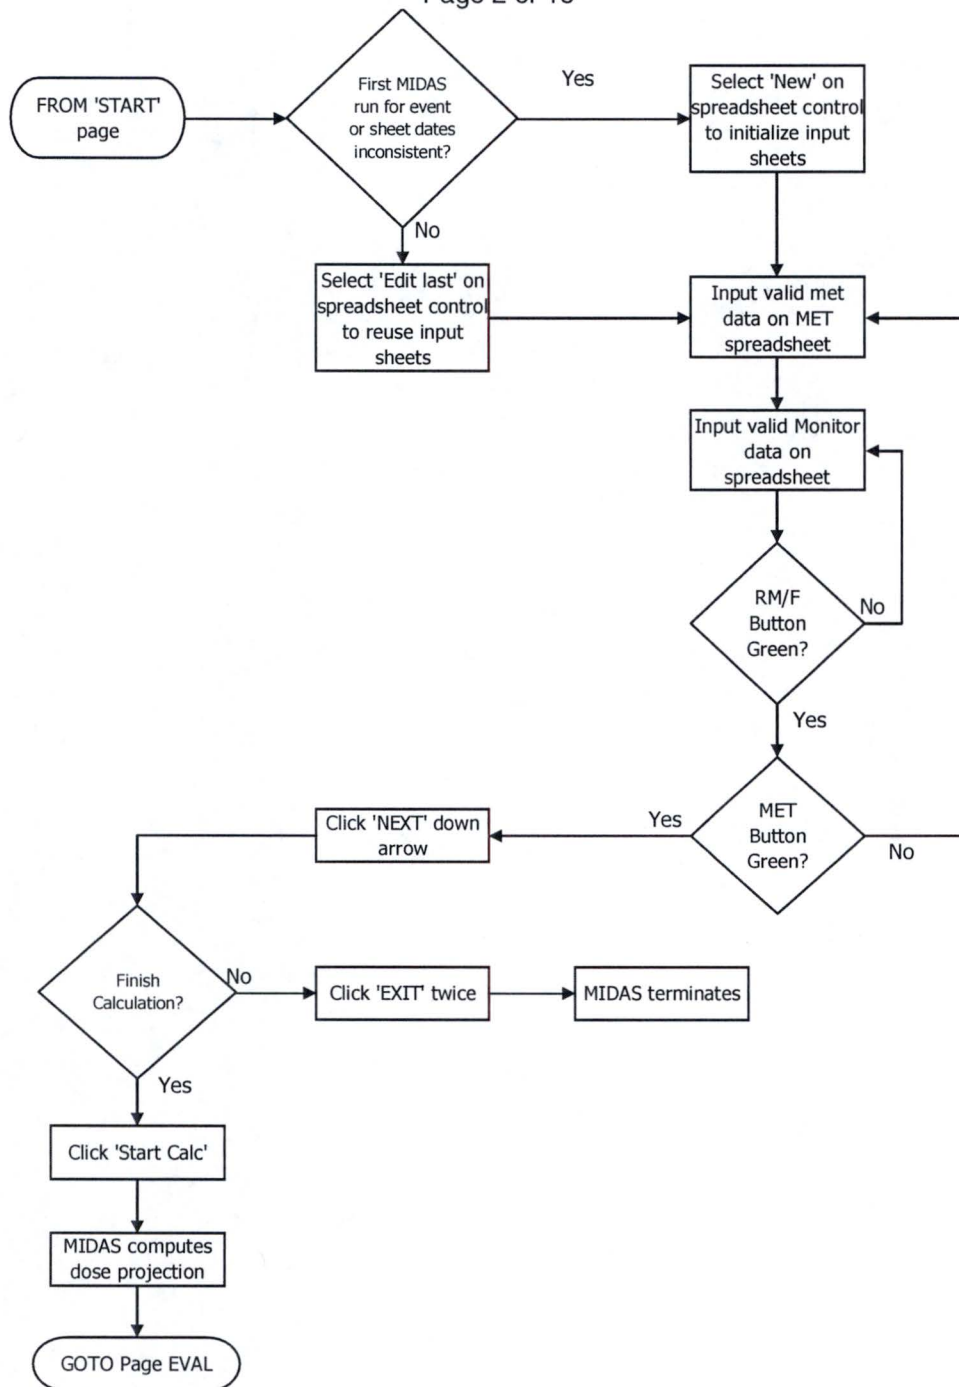 Page 2 of 18
FROM 'START'
page
First MIDAS
run for event
or sheet dates
inconsistent?
Yes
Select 'New' on
spreadsheet control
to initialize input
sheets
No
Select 'Edit last' on
spreadsheet control
to reuse input
sheets
Input valid met
data on MET
spreadsheet
Input valid Monitor
data on
spreadsheet
RM/F
Button
Green?
No
Yes
MET
Button
Green?
Yes
No
Click 'NEXT' down
arrow
Finish
Calculation?
No
Click 'EXIT' twice
MIDAS terminates
Yes
Click 'Start Calc'
MIDAS computes
dose projection
GOTO Page EVAL